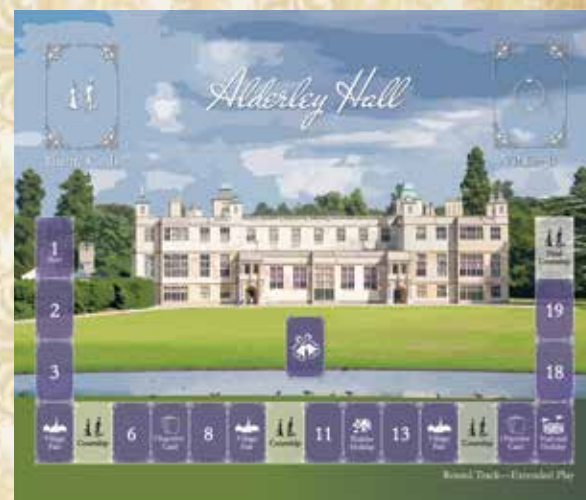 Alderley Hall
1
Start
2
3
Village
Fair
Courtship
6
Objective
Card
8
Village
Fair
Courtship
11
Holiday
13
Village
Fair
Courtship
Objective
Card
National
Holiday
18
19
Final
Courtship
Round Track—Extended Play